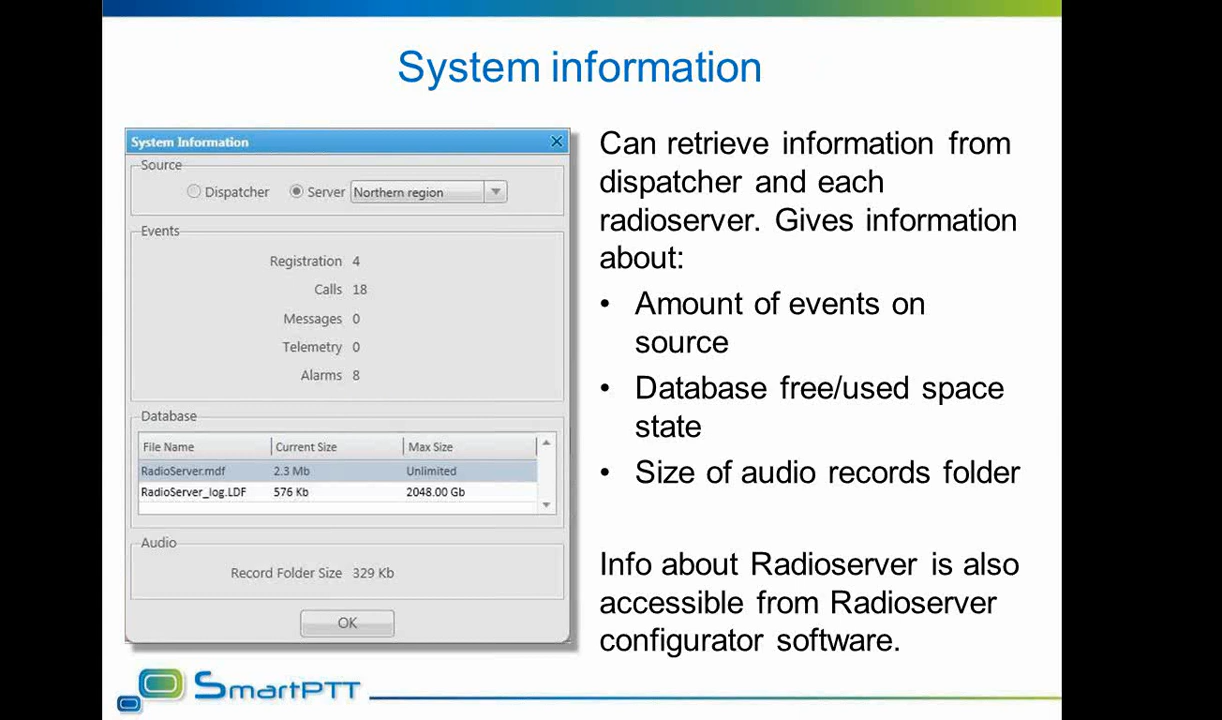 System information
System Information
Source
Dispatcher Server Northern region
Events
Registration 4
Calls 18
Messages 0
Telemetry 0
Alarms 8
Database
File Name Current Size Max Size
RadioServer.mdf 2.3 Mb Unlimited
RadioServer_log.LDF 576 Kb 2048.00 Gb
Audio
Record Folder Size 329 Kb
OK
Can retrieve information from
dispatcher and each
radioserver. Gives information
about:
• Amount of events on
source
• Database free/used space
state
• Size of audio records folder
Info about Radioserver is also
accessible from Radioserver
configurator software.
SmartPTT